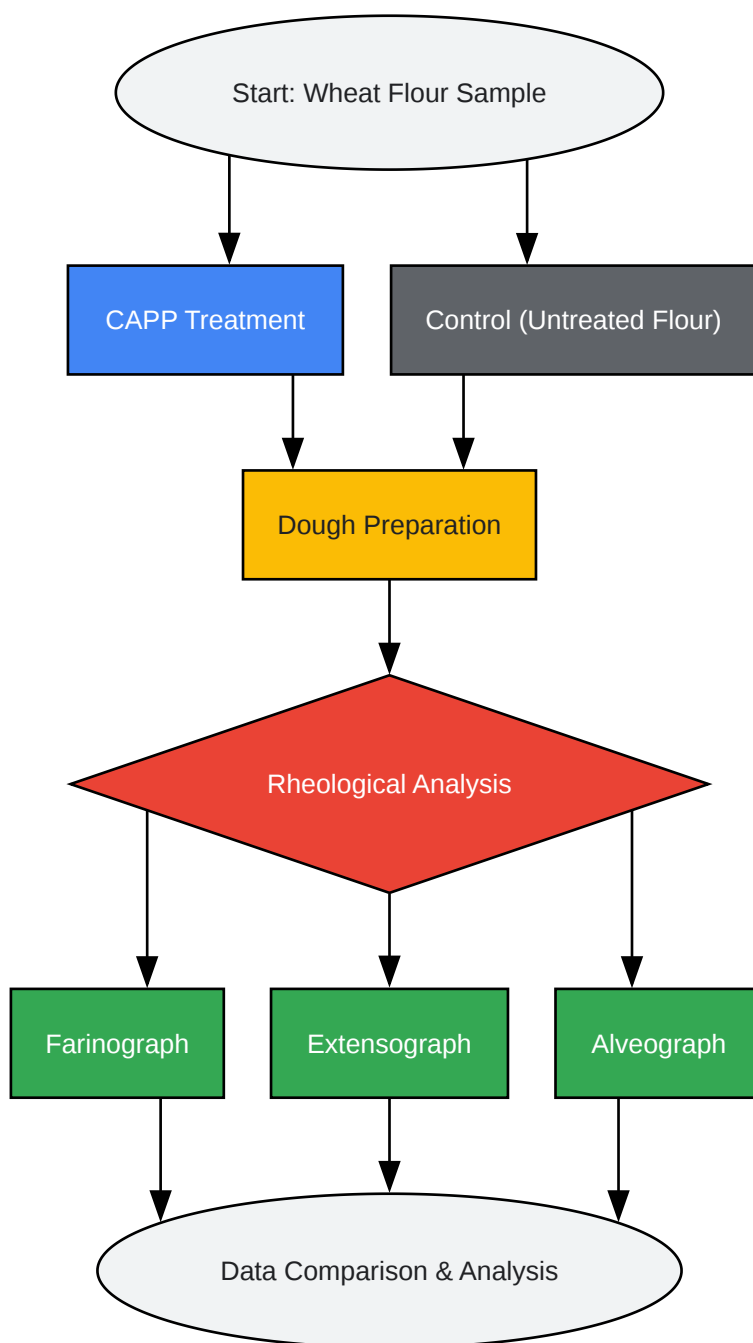 Start: Wheat Flour Sample
CAPP Treatment
Control (Untreated Flour)
Dough Preparation
Rheological Analysis
Farinograph
Extensograph
Alveograph
Data Comparison & Analysis